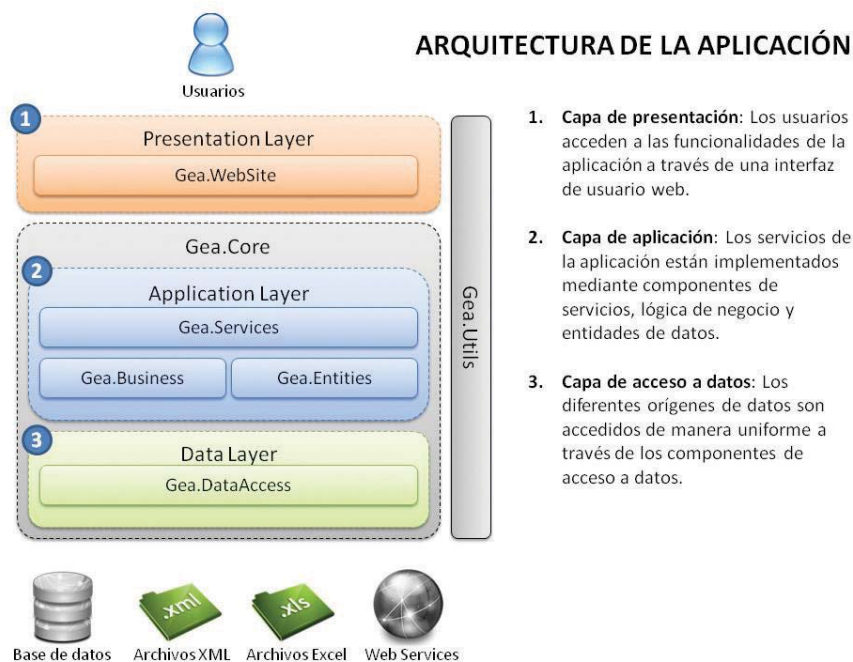 ARQUITECTURA DE LA APLICACIÓN
Usuarios
1
Presentation Layer
Gea.WebSite
Gea.Core
2
Application Layer
Gea.Services
Gea.Business
Gea.Entities
3
Data Layer
Gea.DataAccess
Gea.Utils
Base de datos
.xml
Archivos XML
.xls
Archivos Excel
Web Services
1. Capa de presentación: Los usuarios
acceden a las funcionalidades de la
aplicación a través de una interfaz
de usuario web.
2. Capa de aplicación: Los servicios de
la aplicación están implementados
mediante componentes de
servicios, lógica de negocio y
entidades de datos.
3. Capa de acceso a datos: Los
diferentes orígenes de datos son
accedidos de manera uniforme a
través de los componentes de
acceso a datos.